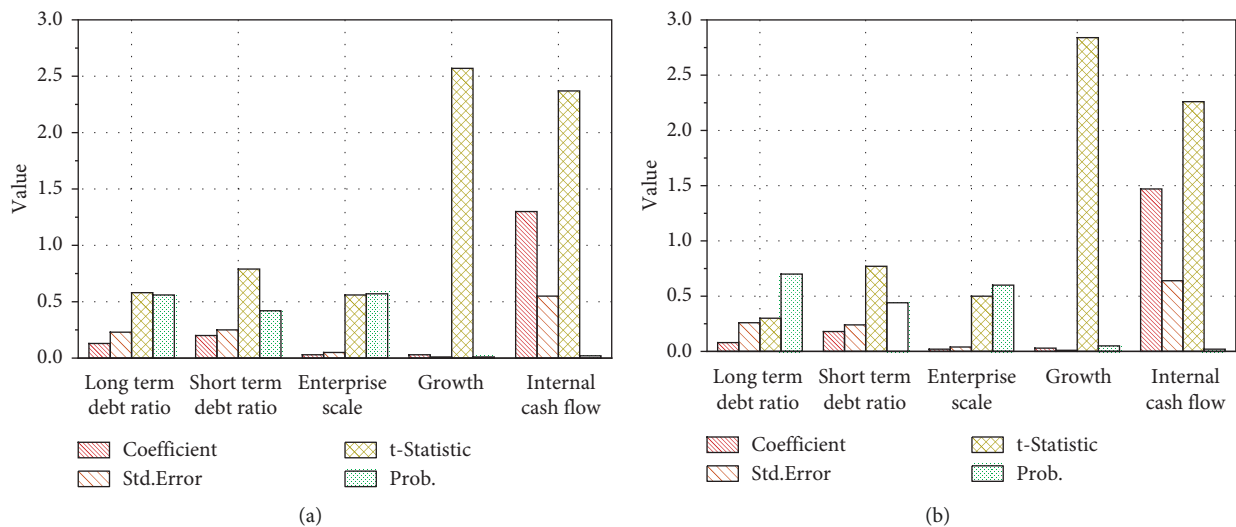 3.0
2.5
2.0
1.5
1.0
0.5
0.0
Value
Long term
debt ratio
Short term
debt ratio
Enterprise
scale
Growth
Internal
cash flow
Coefficient
Std.Error
t-Statistic
Prob.
(a)
3.0
2.5
2.0
1.5
1.0
0.5
0.0
Value
Long term
debt ratio
Short term
debt ratio
Enterprise
scale
Growth
Internal
cash flow
Coefficient
Std.Error
t-Statistic
Prob.
(b)